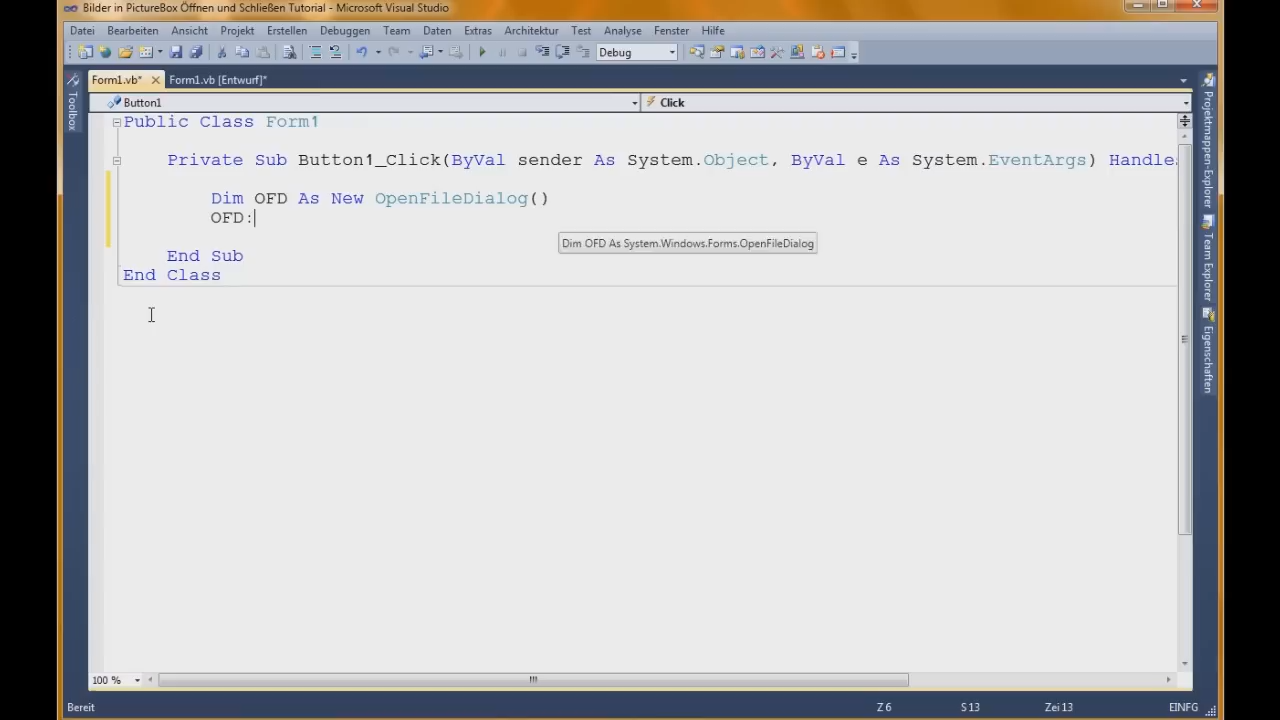 Bilder in PictureBox Öffnen und Schließen Tutorial - Microsoft Visual Studio
Datei Bearbeiten Ansicht Projekt Erstellen Debuggen Team Daten Extras Architektur Test Analyse Fenster Hilfe
Debug
Form1.vb* Form1.vb [Entwurf]*
Button1 Click
Public Class Form1
Private Sub Button1_Click(ByVal sender As System.Object, ByVal e As System.EventArgs) Handles
Dim OFD As New OpenFileDialog()
OFD:
Dim OFD As System.Windows.Forms.OpenFileDialog
End Sub
End Class
Toolbox
Projektmappen-Explorer
Team Explorer
Eigenschaften
100 %
Bereit Z 6 S 13 Zei 13 EINFG